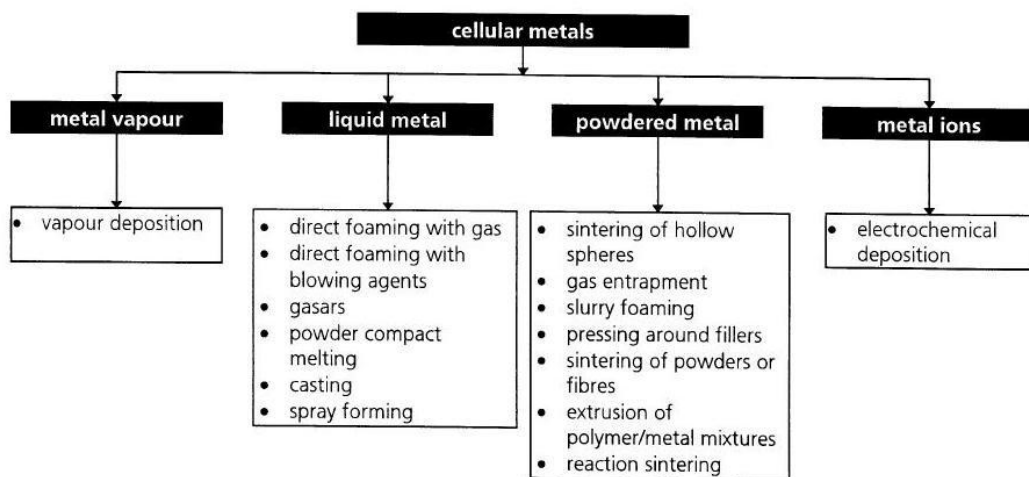 cellular metals
metal vapour
liquid metal
powdered metal
metal ions
• vapour deposition
• direct foaming with gas
• direct foaming with
blowing agents
• gasars
• powder compact
melting
• casting
• spray forming
• sintering of hollow
spheres
• gas entrapment
• slurry foaming
• pressing around fillers
• sintering of powders or
fibres
• extrusion of
polymer/metal mixtures
• reaction sintering
• electrochemical
deposition